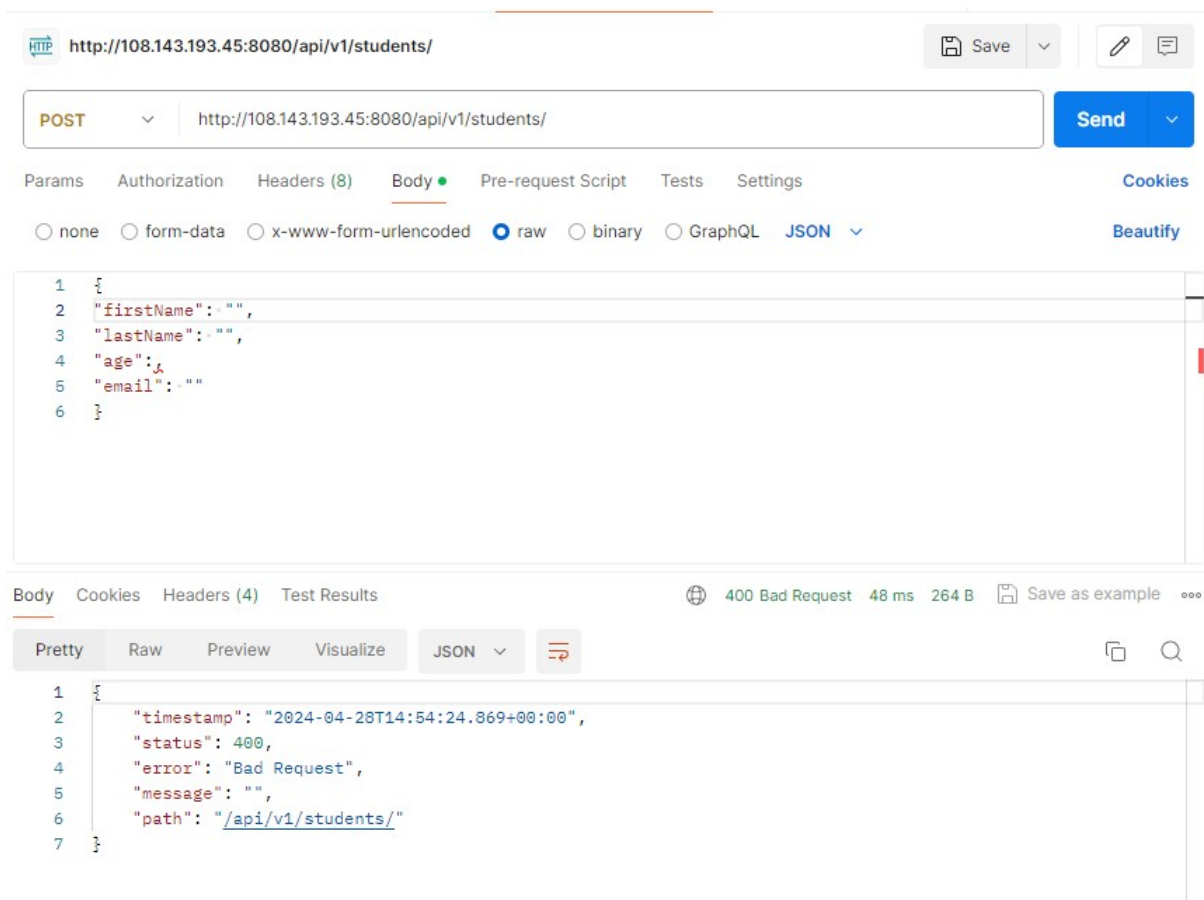 HTTP http://108.143.193.45:8080/api/v1/students/ Save
POST http://108.143.193.45:8080/api/v1/students/ Send
Params Authorization Headers (8) Body Pre-request Script Tests Settings Cookies
none form-data x-www-form-urlencoded raw binary GraphQL JSON Beautify
1 {
2 "firstName": "",
3 "lastName": "",
4 "age":,
5 "email": ""
6 }
Body Cookies Headers (4) Test Results 400 Bad Request 48 ms 264 B Save as example
Pretty Raw Preview Visualize JSON
1 {
2 "timestamp": "2024-04-28T14:54:24.869+00:00",
3 "status": 400,
4 "error": "Bad Request",
5 "message": "",
6 "path": "/api/v1/students/"
7 }